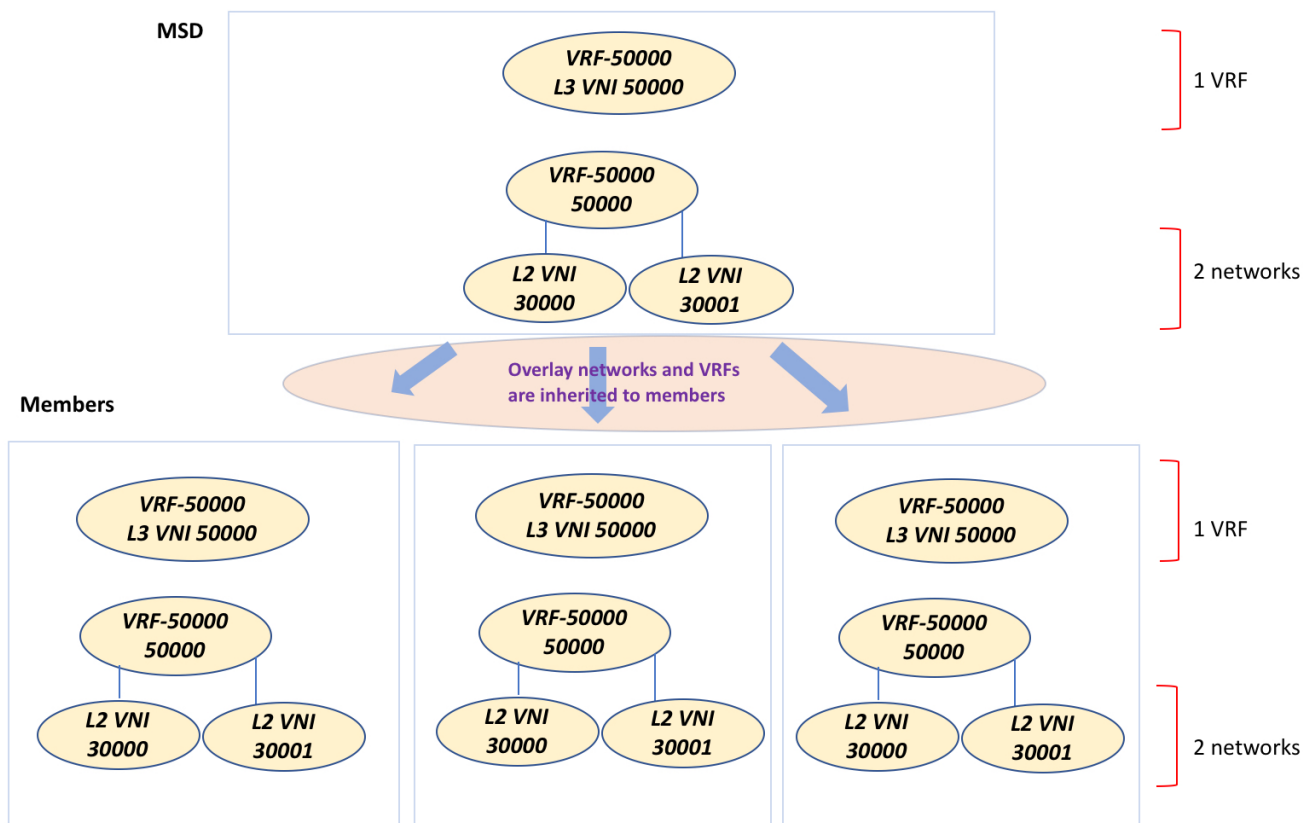 MSD
VRF-50000
L3 VNI 50000
1 VRF
VRF-50000
50000
L2 VNI
30000
L2 VNI
30001
2 networks
Overlay networks and VRFs
are inherited to members
Members
VRF-50000
L3 VNI 50000
VRF-50000
L3 VNI 50000
VRF-50000
L3 VNI 50000
1 VRF
VRF-50000
50000
VRF-50000
50000
VRF-50000
50000
L2 VNI
30000
L2 VNI
30001
L2 VNI
30000
L2 VNI
30001
L2 VNI
30000
L2 VNI
30001
2 networks